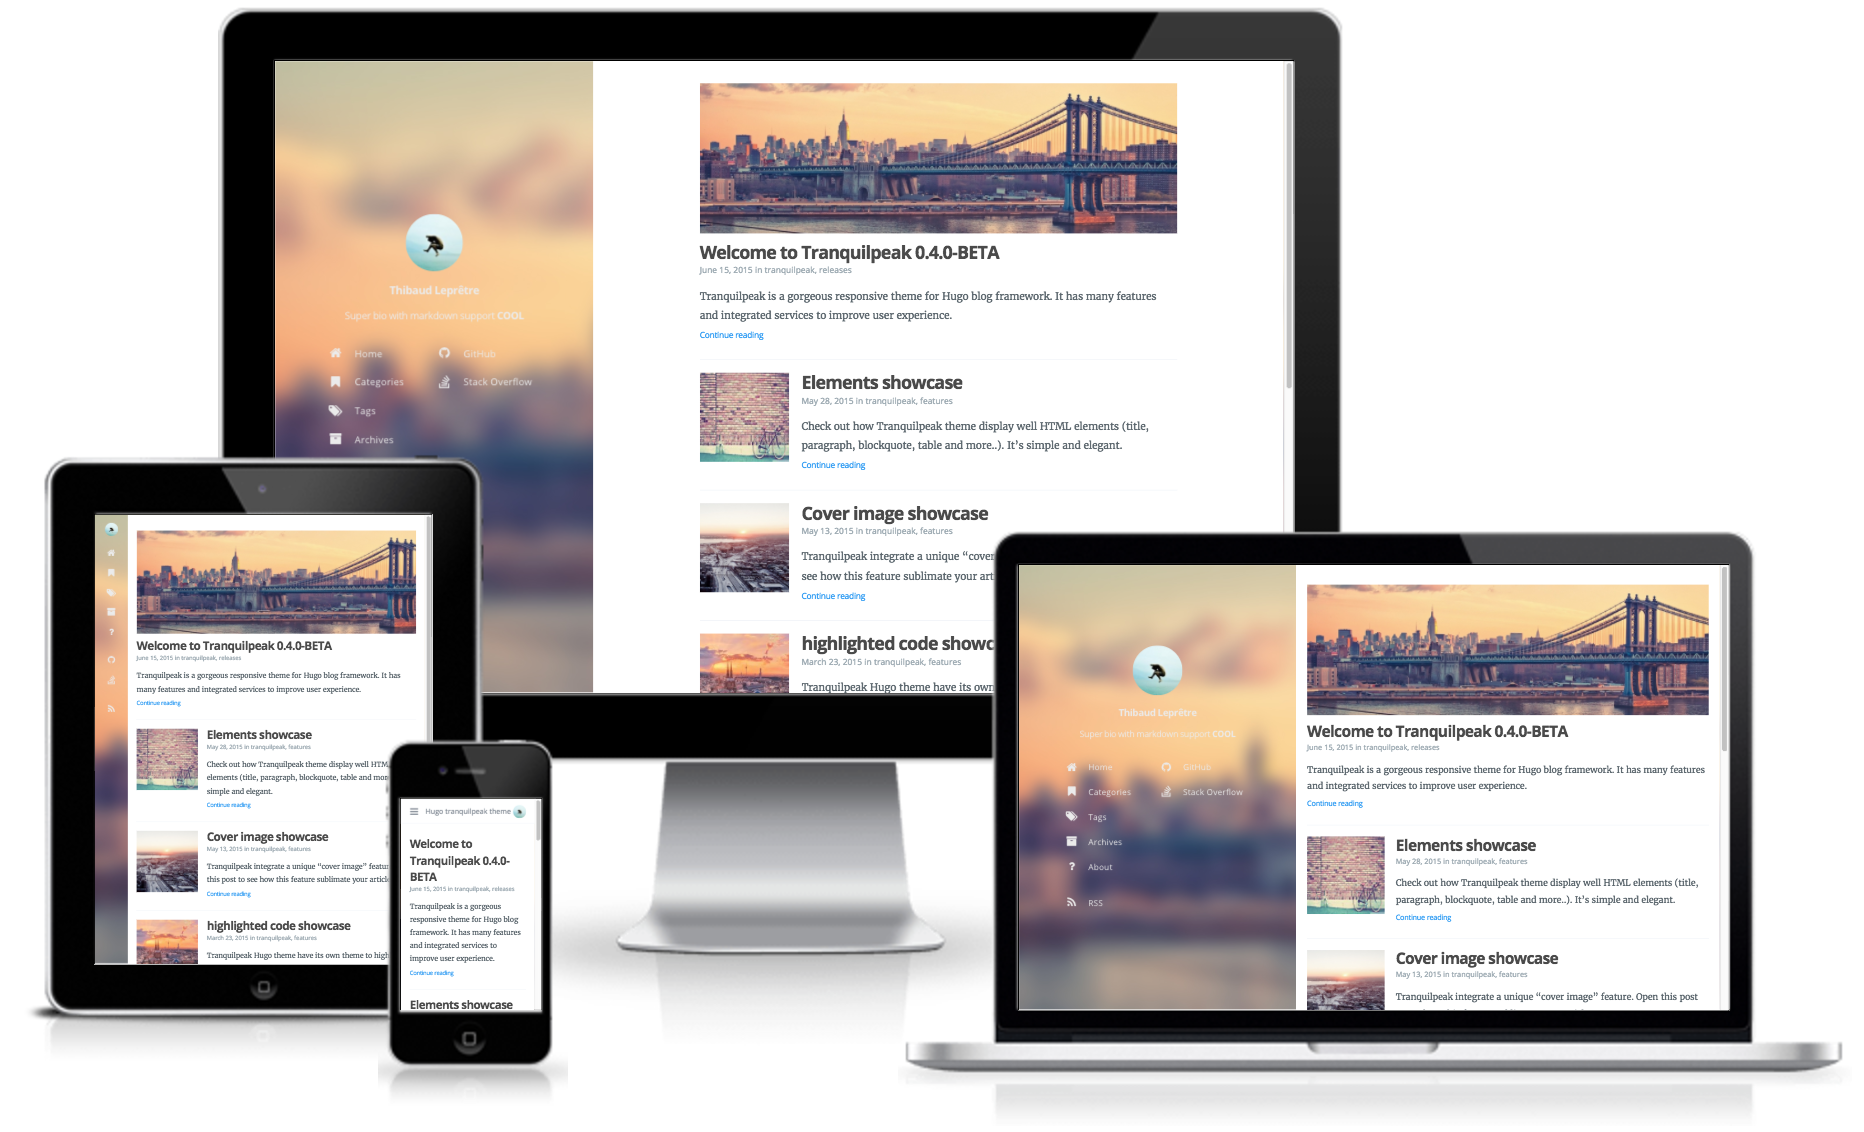 Thibaud Leprêtre
Super bio with markdown support COOL
Home
GitHub
Categories
Stack Overflow
Tags
Archives
Welcome to Tranquilpeak 0.4.0-BETA
June 15, 2015 in tranquilpeak, releases
Tranquilpeak is a gorgeous responsive theme for Hugo blog framework. It has many features
and integrated services to improve user experience.
Continue reading
Elements showcase
May 28, 2015 in tranquilpeak, features
Check out how Tranquilpeak theme display well HTML elements (title,
paragraph, blockquote, table and more..). It's simple and elegant.
Continue reading
Cover image showcase
May 13, 2015 in tranquilpeak, features
Tranquilpeak integrate a unique “cover
see how this feature sublimate your art
Continue reading
highlighted code showc
March 23, 2015 in tranquilpeak, features
Tranquilpeak Hugo theme have its own
Welcome to Tranquilpeak 0.4.0-BETA
June 15, 2015 in tranquilpeak, releases
Tranquilpeak is a gorgeous responsive theme for Hugo blog framework. It has
many features and integrated services to improve user experience.
Continue reading
Elements showcase
May 28, 2015 in tranquilpeak, features
Check out how Tranquilpeak theme display well HTML
elements (title, paragraph, blockquote, table and mor
simple and elegant.
Continue reading
Cover image showcase
May 13, 2015 in tranquilpeak, features
Tranquilpeak integrate a unique “cover image” featu
this post to see how this feature sublimate your article
Continue reading
highlighted code showcase
March 23, 2015 in tranquilpeak, features
Tranquilpeak Hugo theme have its own theme to high
Hugo tranquilpeak theme
Welcome to
Tranquilpeak 0.4.0-
BETA
June 15, 2015 in tranquilpeak, releases
Tranquilpeak is a gorgeous
responsive theme for Hugo blog
framework. It has many features
and integrated services to
improve user experience.
Continue reading
Elements showcase
Thibaud Leprêtre
Super bio with markdown support COOL
Home
GitHub
Categories
Stack Overflow
Tags
Archives
About
RSS
Welcome to Tranquilpeak 0.4.0-BETA
June 15, 2015 in tranquilpeak, releases
Tranquilpeak is a gorgeous responsive theme for Hugo blog framework. It has many features
and integrated services to improve user experience.
Continue reading
Elements showcase
May 28, 2015 in tranquilpeak, features
Check out how Tranquilpeak theme display well HTML elements (title,
paragraph, blockquote, table and more..). It's simple and elegant.
Continue reading
Cover image showcase
May 13, 2015 in tranquilpeak, features
Tranquilpeak integrate a unique “cover image” feature. Open this post